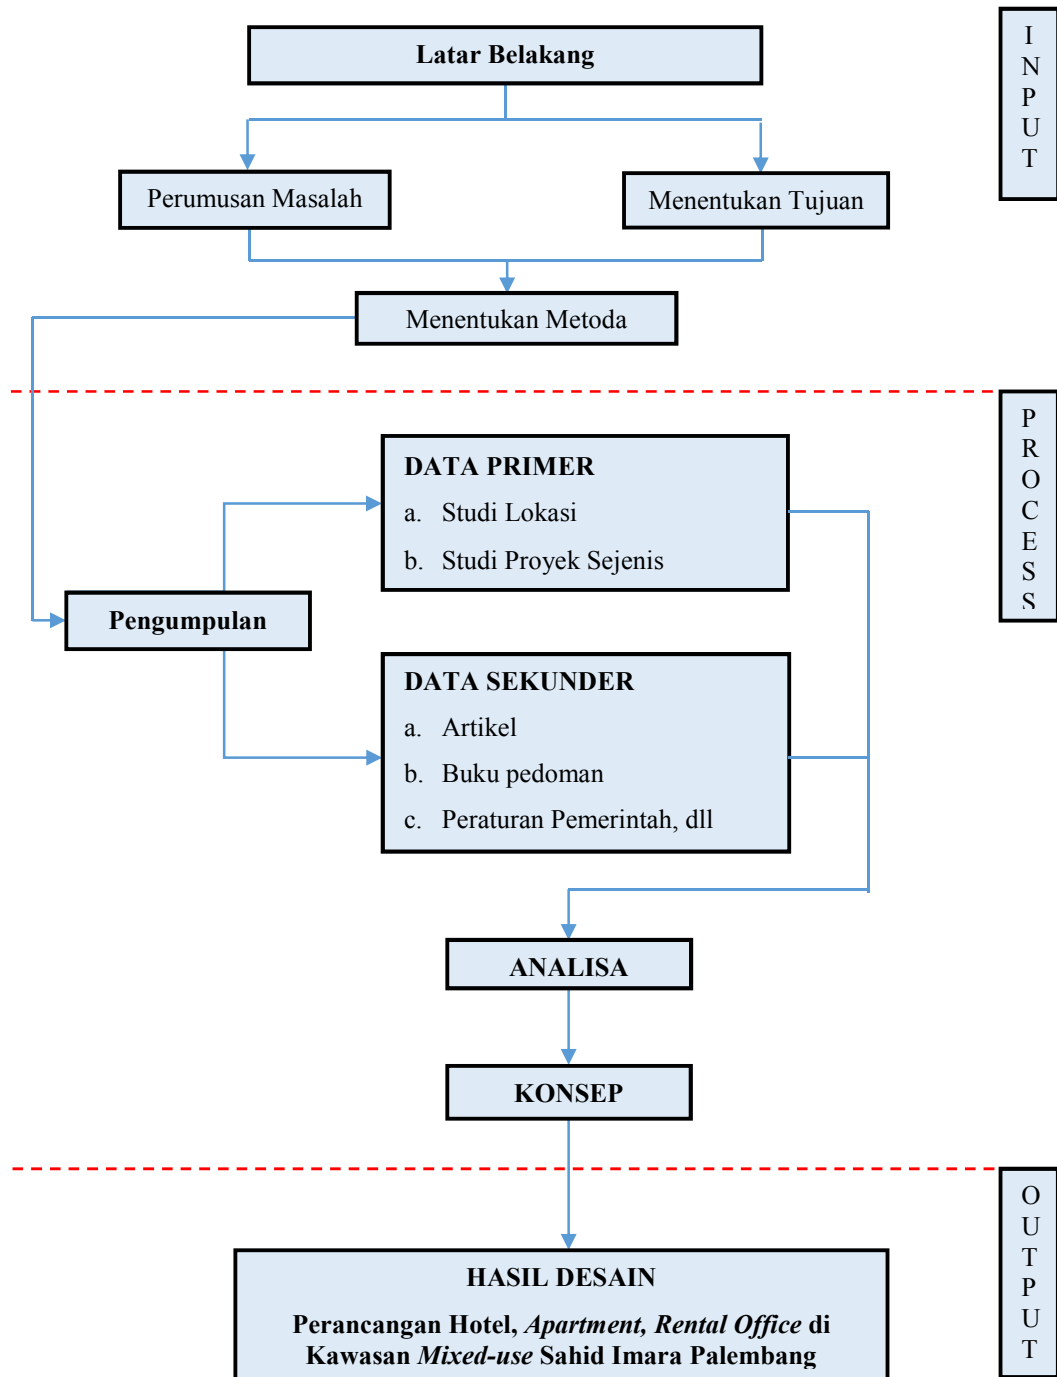 Latar Belakang
I
N
P
U
T
Perumusan Masalah
Menentukan Tujuan
Menentukan Metoda
P
R
O
C
E
S
S
DATA PRIMER
a. Studi Lokasi
b. Studi Proyek Sejenis
Pengumpulan
DATA SEKUNDER
a. Artikel
b. Buku pedoman
c. Peraturan Pemerintah, dll
ANALISA
KONSEP
O
U
T
P
U
T
HASIL DESAIN
Perancangan Hotel, Apartment, Rental Office di
Kawasan Mixed-use Sahid Imara Palembang